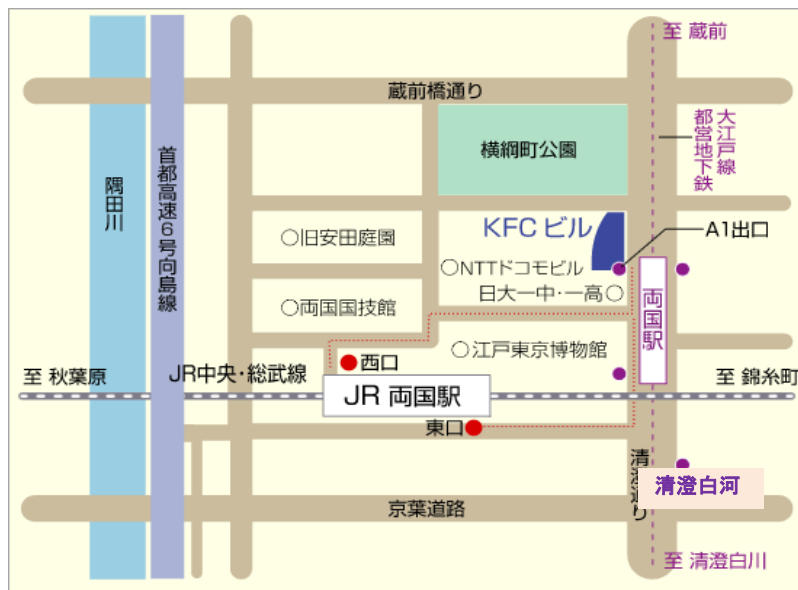 至 蔵前
蔵前橋通り
大江戸線
都営地下鉄
横綱町公園
首都高速6号向島線
隅田川
KFC ビル
A1出口
○旧安田庭園
○NTTドコモビル
日大一中・一高○
両国駅
○両国国技館
○江戸東京博物館
西口
至 秋葉原
JR中央・総武線
JR 両国駅
至 錦糸町
東口
清澄通り
清澄白河
京葉道路
至 清澄白川